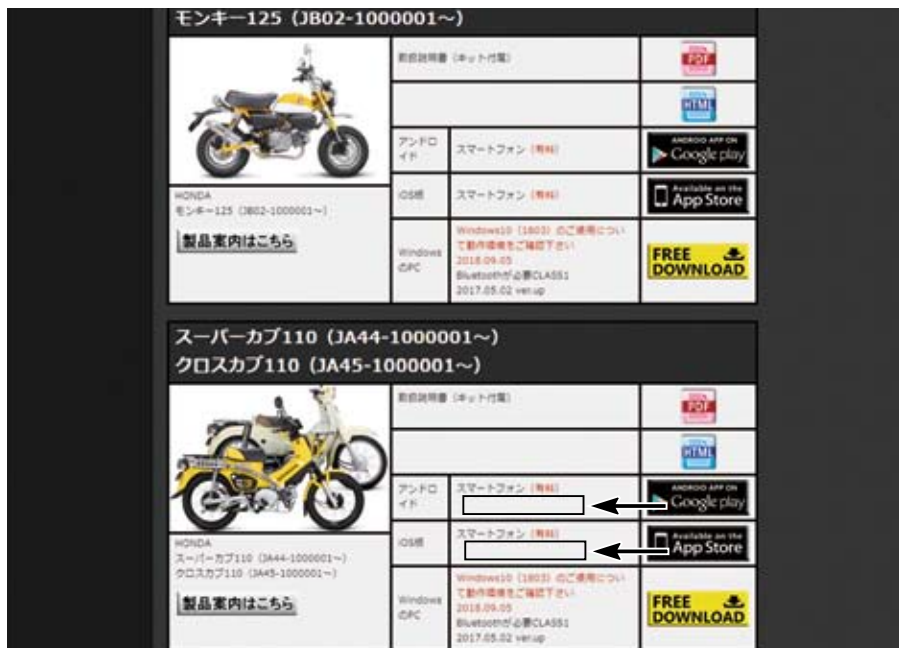 モンキー125（JB02-1000001～）
取扱説明書（キット付属）
PDF
HTML
アンドロイド
スマートフォン（有料）
ANDROID APP ON
Google play
iOS版
スマートフォン（有料）
Available on the
App Store
HONDA
モンキー125（JB02-1000001～）
製品案内はこちら
Windows
のPC
Windows10（1803）のご使用につい
て動作環境をご確認下さい
2018.09.05
Bluetoothが必要CLASS1
2017.05.02 ver.up
FREE
DOWNLOAD
スーパーカブ110（JA44-1000001～）
クロスカブ110（JA45-1000001～）
取扱説明書（キット付属）
PDF
HTML
アンドロイド
スマートフォン（有料）
ANDROID APP ON
Google play
iOS版
スマートフォン（有料）
Available on the
App Store
HONDA
スーパーカブ110（JA44-1000001～）
クロスカブ110（JA45-1000001～）
製品案内はこちら
Windows
のPC
Windows10（1803）のご使用につい
て動作環境をご確認下さい
2018.09.05
Bluetoothが必要CLASS1
2017.05.02 ver.up
FREE
DOWNLOAD